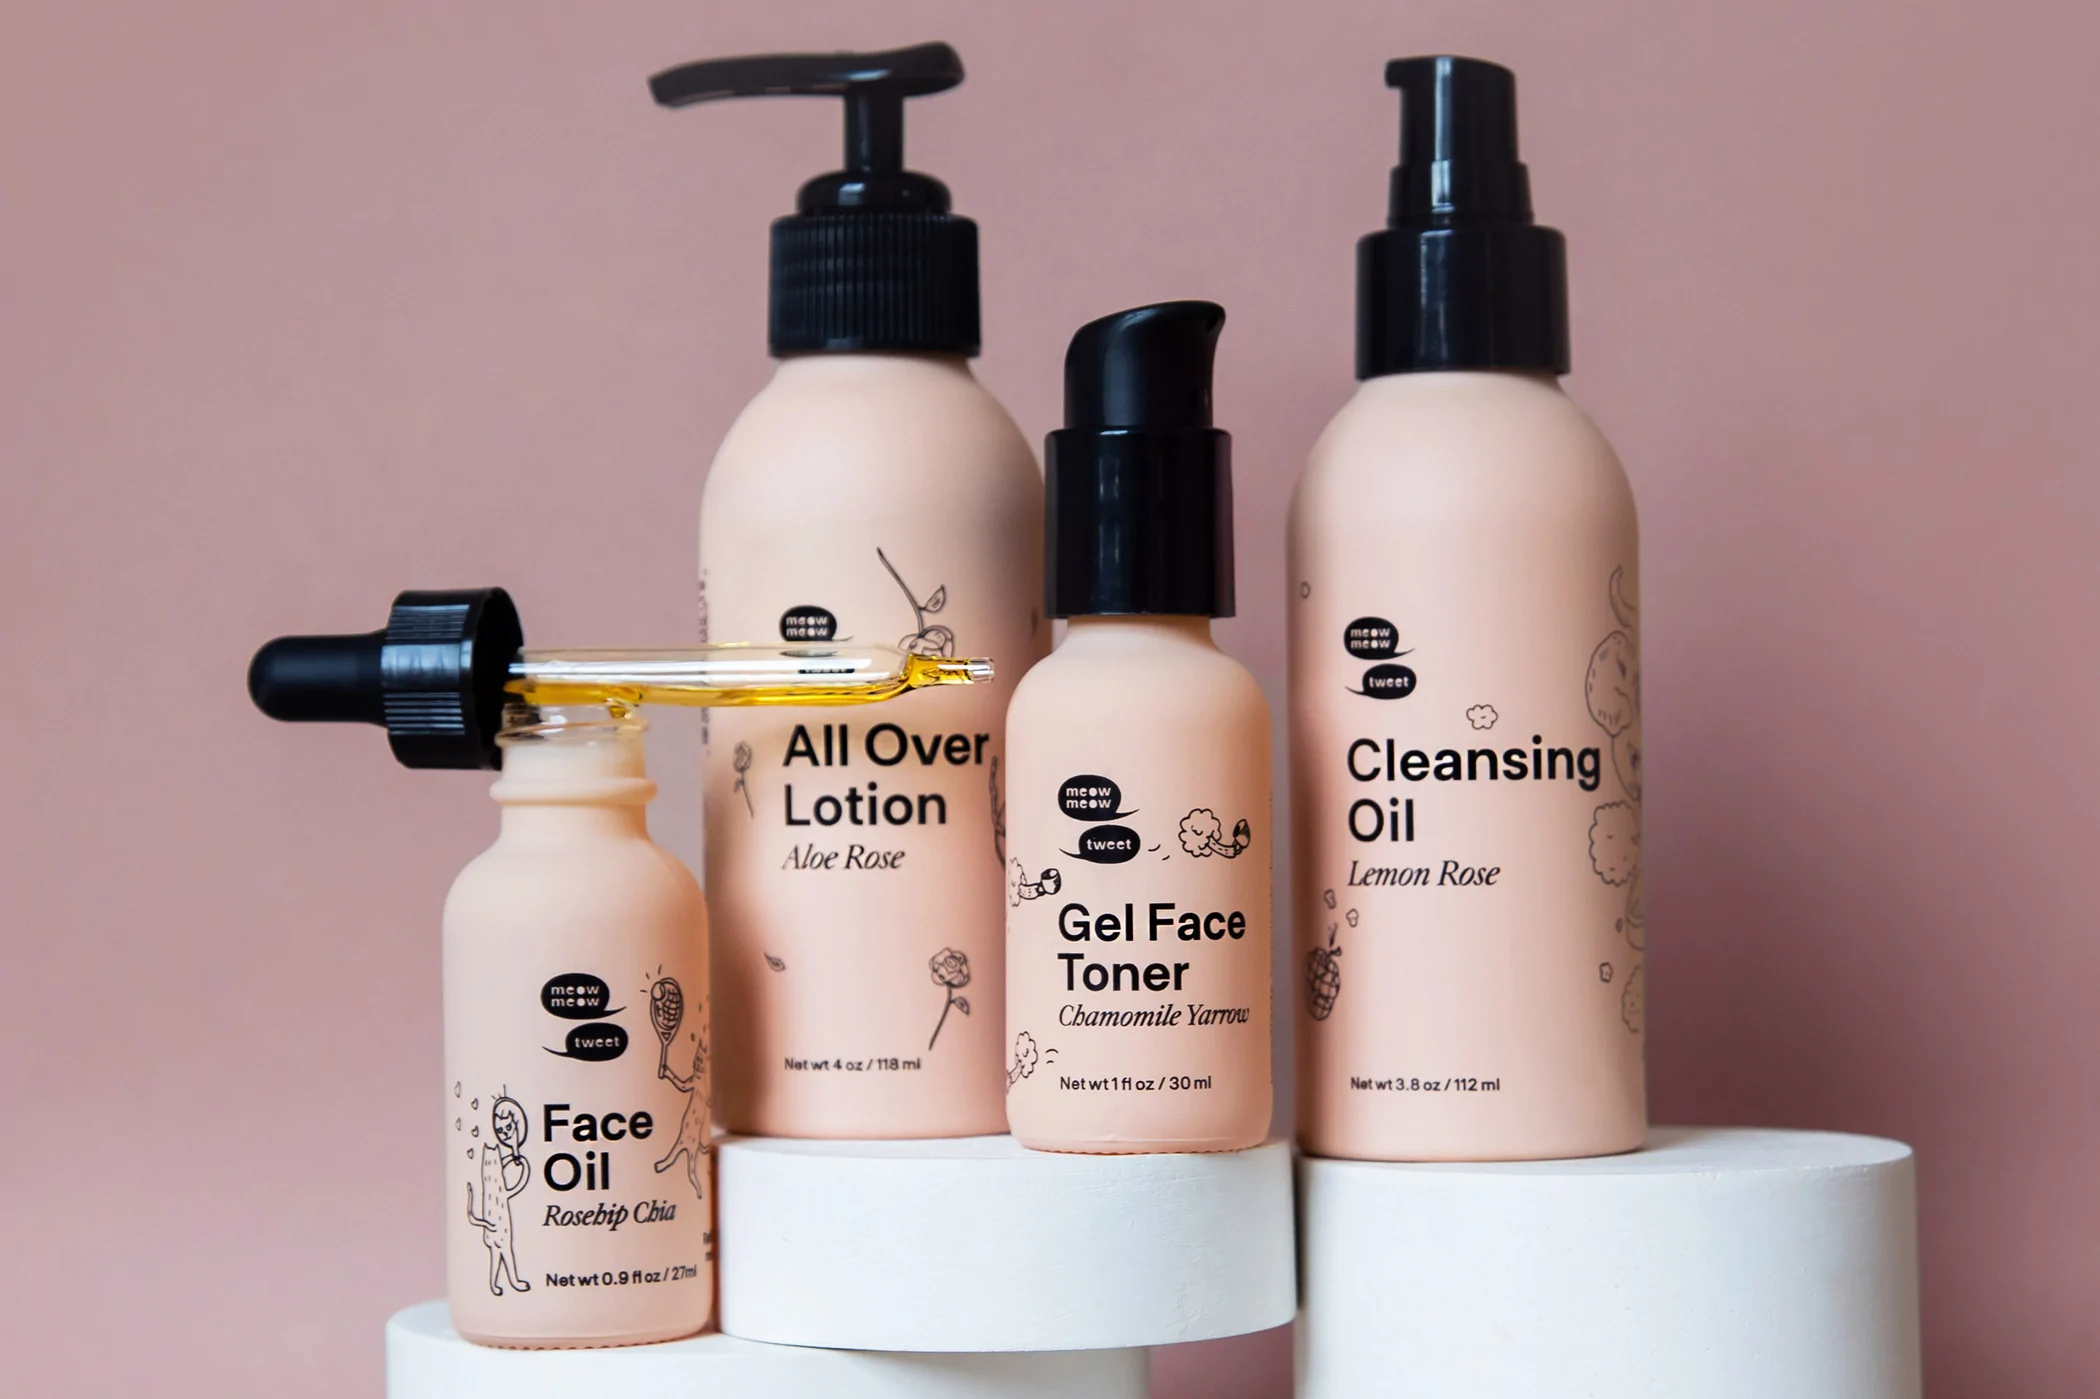 meow
meow
tweet
Face
Oil
Rosehip Chia
Net wt 0.9 fl oz / 27ml
meow
meow
tweet
All Over
Lotion
Aloe Rose
Net wt 4 oz / 118 ml
meow
meow
tweet
Gel Face
Toner
Chamomile Yarrow
Net wt 1 fl oz / 30 ml
meow
meow
tweet
Cleansing
Oil
Lemon Rose
Net wt 3.8 oz / 112 ml